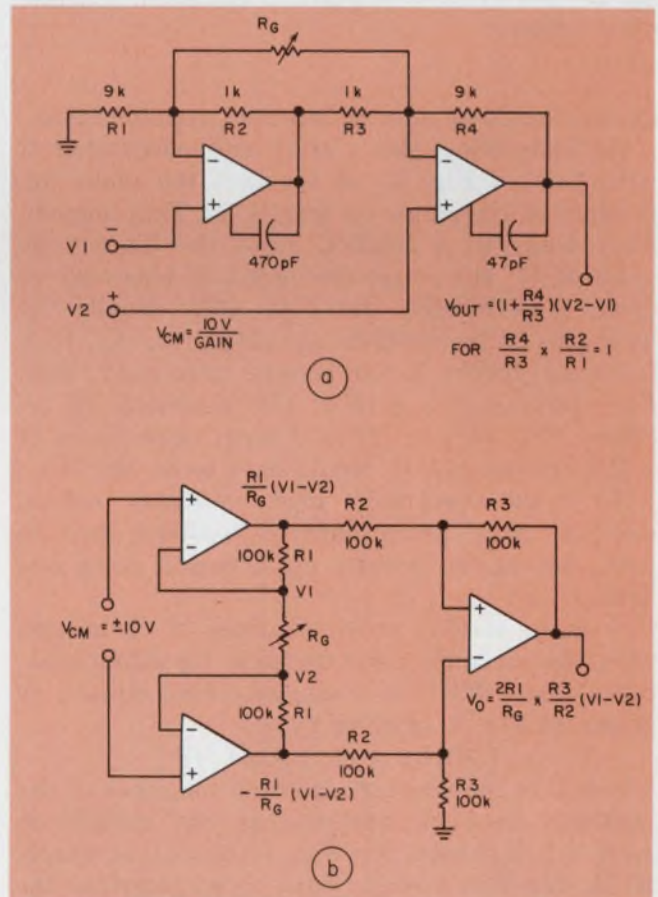 RG
9k 1k 1k 9k
R1 R2 R3 R4
−
+
−
+
V1 −
470pF
47pF
V2 +
VCM = 10V/GAIN
VOUT = (1+R4/R3)(V2−V1)
FOR R4/R3 x R2/R1 = 1
a
R1/RG (V1−V2)
R2
R3
+
−
100k R1
100k
100k
V1
VCM = ±10V
RG
+
−
V2
100k R1
VO = 2R1/RG x R3/R2 (V1−V2)
−
+
R2
100k
−R1/RG (V1−V2)
R3
100k
b